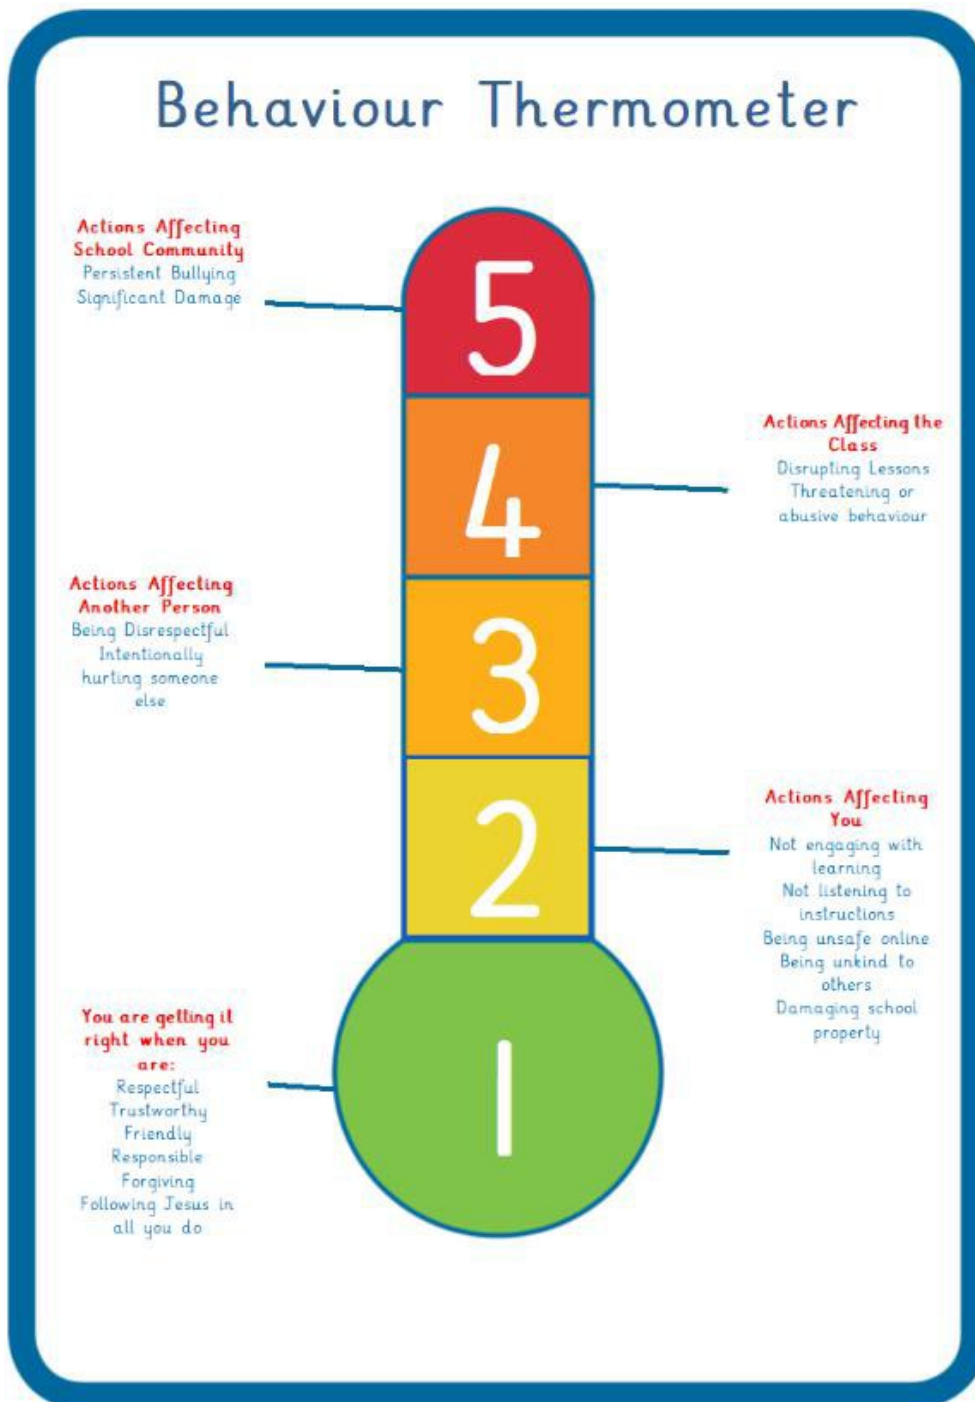 Behaviour Thermometer
Actions Affecting
School Community
Persistent Bullying
Significant Damage
5
Actions Affecting the
Class
Disrupting Lessons
Threatening or
abusive behaviour
4
Actions Affecting
Another Person
Being Disrespectful
Intentionally
hurting someone
else
3
Actions Affecting
You
Not engaging with
learning
Not listening to
instructions
Being unsafe online
Being unkind to
others
Damaging school
property
2
You are getting it
right when you
are:
Respectful
Trustworthy
Friendly
Responsible
Forgiving
Following Jesus in
all you do
1